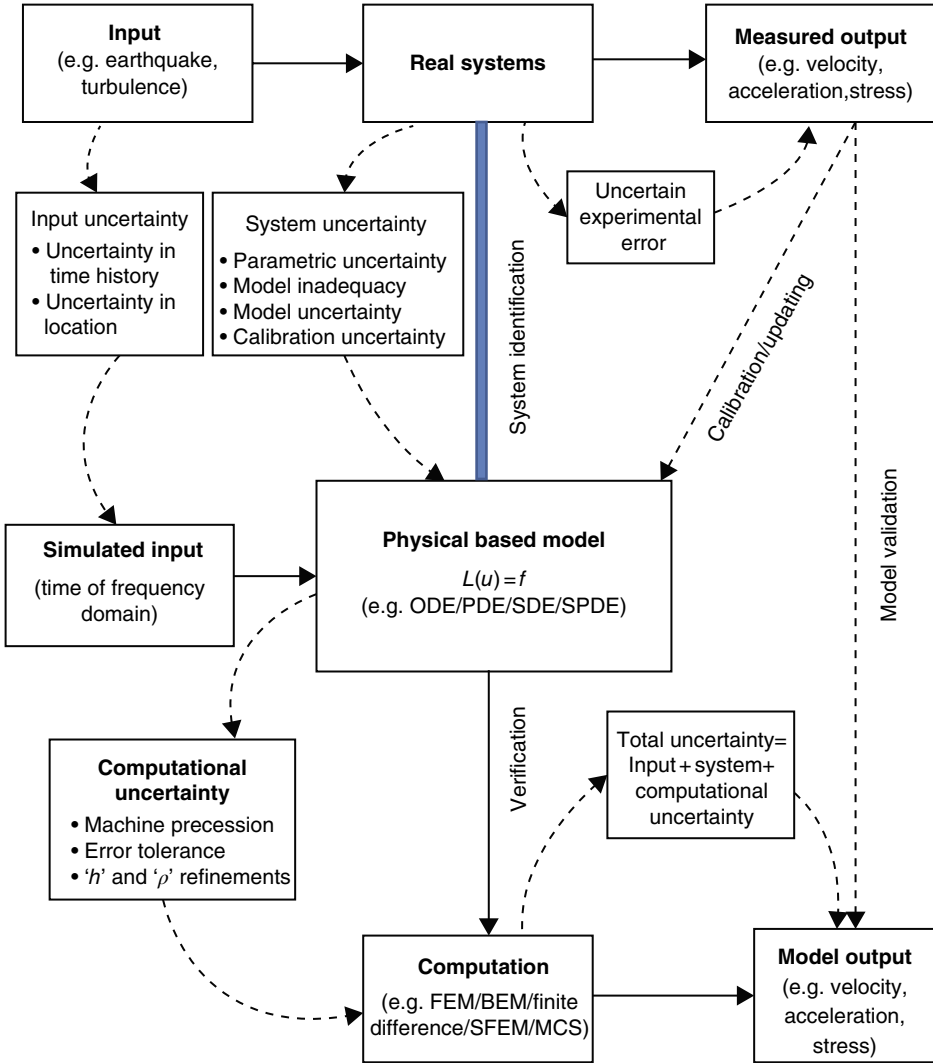 Input
(e.g. earthquake,
turbulence)
Real systems
Measured output
(e.g. velocity,
acceleration,stress)
Input uncertainty
• Uncertainty in
time history
• Uncertainty in
location
System uncertainty
• Parametric uncertainty
• Model inadequacy
• Model uncertainty
• Calibration uncertainty
System identification
Uncertain
experimental
error
Calibration/updating
Model validation
Simulated input
(time of frequency
domain)
Physical based model
L(u) = f
(e.g. ODE/PDE/SDE/SPDE)
Computational
uncertainty
• Machine precession
• Error tolerance
• ‘h’ and ‘ρ’ refinements
Verification
Total uncertainty=
Input + system+
computational
uncertainty
Computation
(e.g. FEM/BEM/finite
difference/SFEM/MCS)
Model output
(e.g. velocity,
acceleration,
stress)